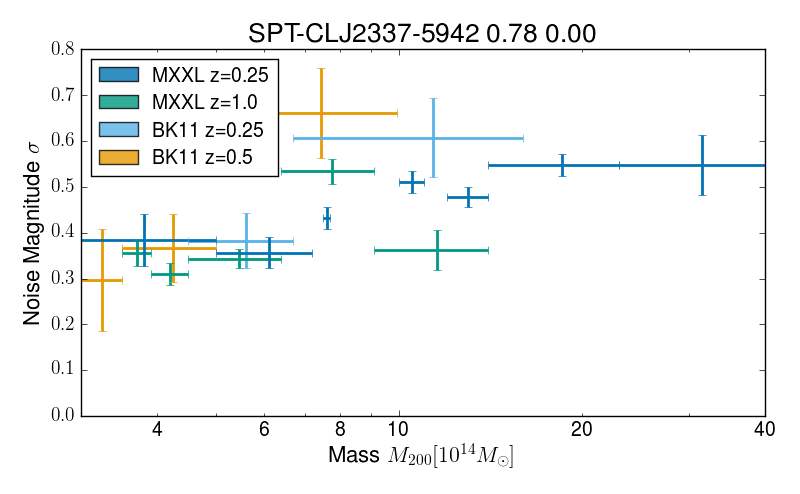 SPT-CLJ2337-5942 0.78 0.00
0.8
0.7
0.6
0.5
0.4
0.3
0.2
0.1
0.0
Noise Magnitude σ
MXXL z=0.25
MXXL z=1.0
BK11 z=0.25
BK11 z=0.5
4 6 8 10 20 40
Mass M₂₀₀[10¹⁴M☉]